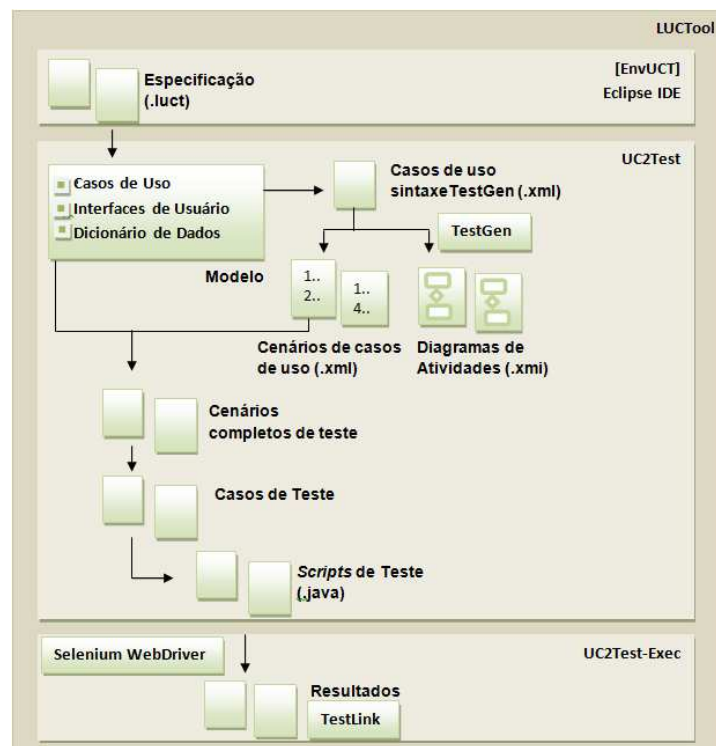 LUCTool
[EnvUCT]
Eclipse IDE
Especificação
(.luct)
UC2Test
Casos de Uso
Interfaces de Usuário
Dicionário de Dados
Modelo
Casos de uso
sintaxeTestGen (.xml)
TestGen
1..
2..
1..
4..
Cenários de casos
de uso (.xml)
Diagramas de
Atividades (.xmi)
Cenários
completos de teste
Casos de Teste
Scripts de Teste
(.java)
Selenium WebDriver
UC2Test-Exec
Resultados
TestLink